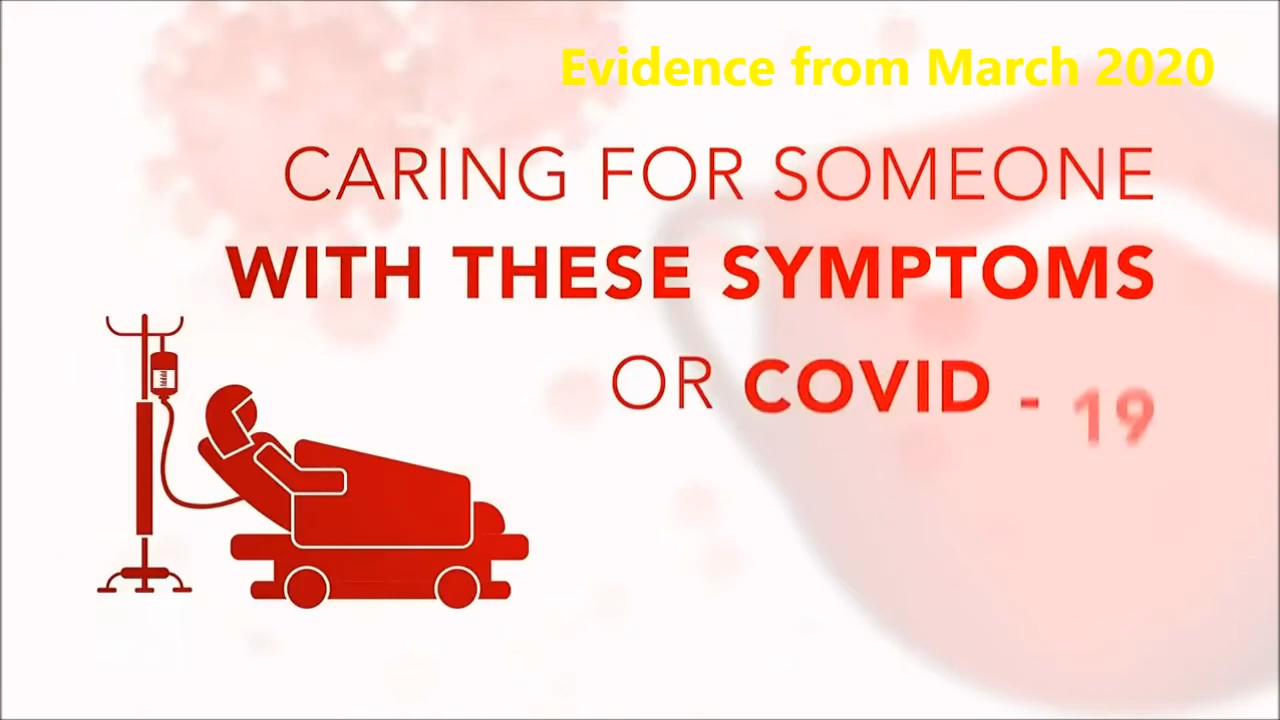 Evidence from March 2020
CARING FOR SOMEONE
WITH THESE SYMPTOMS
OR COVID - 19